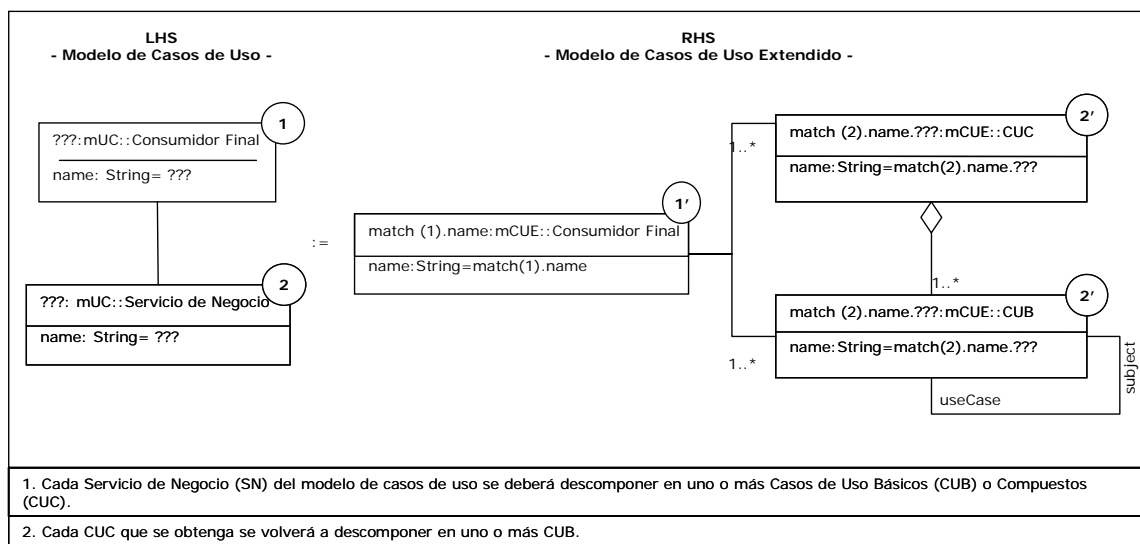 LHS
- Modelo de Casos de Uso -
RHS
- Modelo de Casos de Uso Extendido -
1
???:mUC::Consumidor Final
name: String= ???
2
???: mUC::Servicio de Negocio
name: String= ???
:=
1'
match (1).name:mCUE::Consumidor Final
name:String=match(1).name
2'
match (2).name.???:mCUE::CUC
name:String=match(2).name.???
1..*
1..*
2'
match (2).name.???:mCUE::CUB
name:String=match(2).name.???
1..*
useCase
subject
1. Cada Servicio de Negocio (SN) del modelo de casos de uso se deberá descomponer en uno o más Casos de Uso Básicos (CUB) o Compuestos
(CUC).
2. Cada CUC que se obtenga se volverá a descomponer en uno o más CUB.